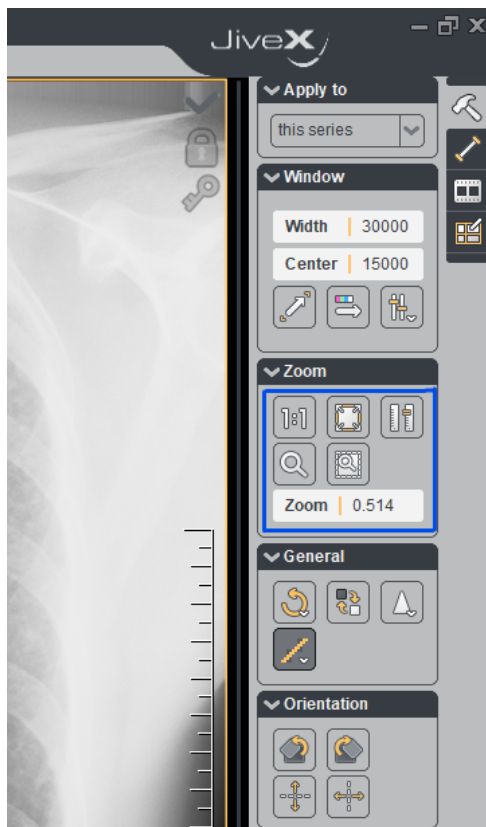 JiveX
Apply to
this series
Window
Width 30000
Center 15000
Zoom
1:1
Zoom 0.514
General
Orientation